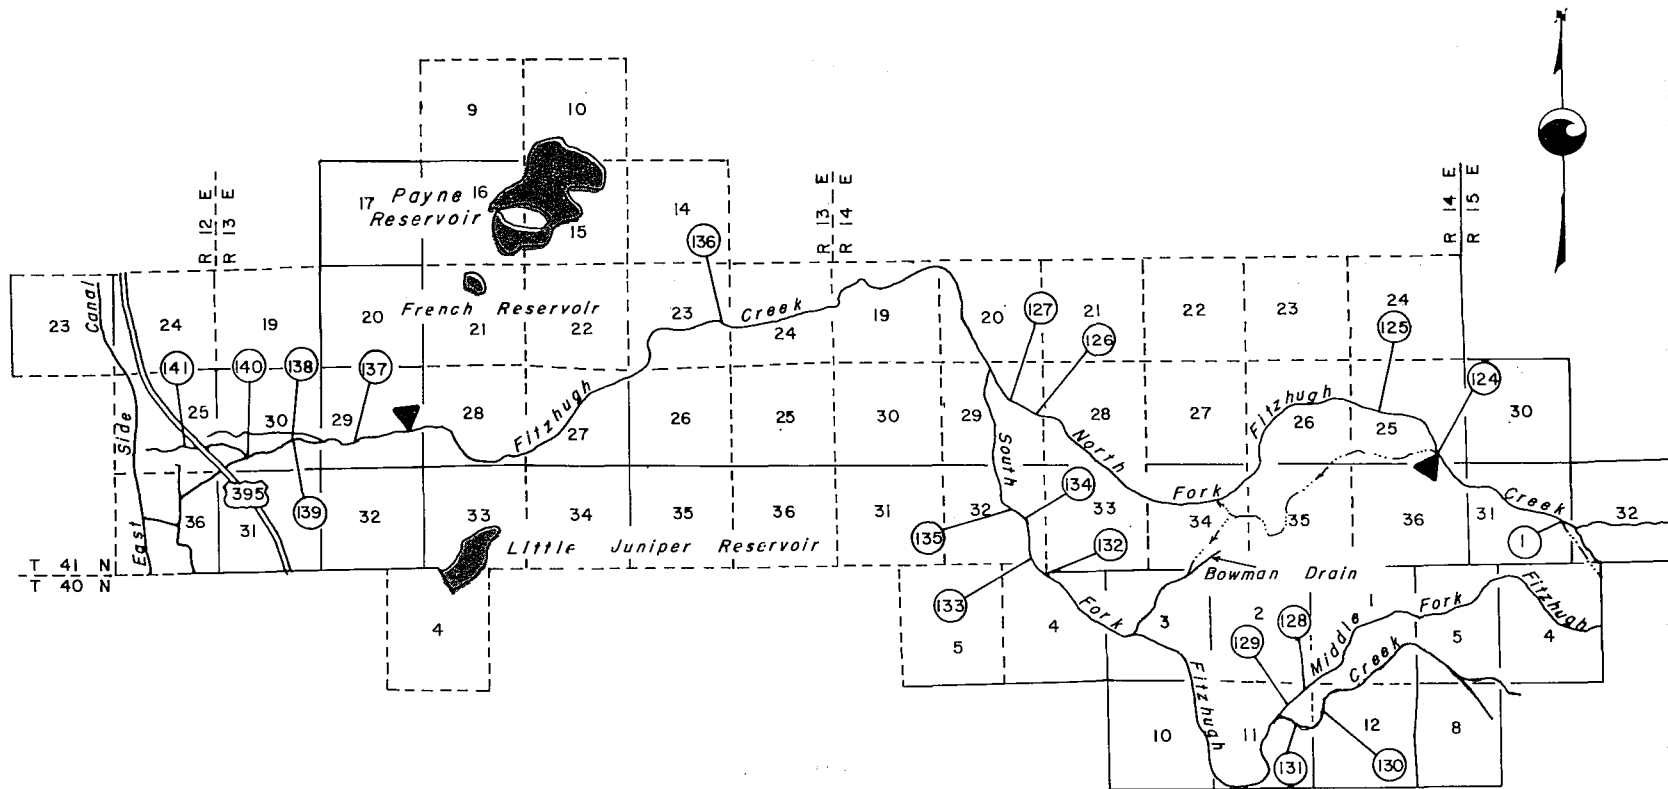 N
9 10
R 12 E
R 13 E
17 Payne 16
Reservoir
15
14
136
R 13 E
R 14 E
R 14 E
R 15 E
23
Canal
24
19
20
French Reservoir
21
22
23
Creek
24
19
20
127
21
126
22
23
24
125
124
141
140
138
137
25
30
29
28
Fitzhugh
27
26
25
30
29
28
27
Fitzhugh
26
25
30
South
North
Fork
Side
East
395
139
36
31
32
33
34
35
36
31
32
134
33
34
35
36
31
Creek
32
1
Little Juniper Reservoir
135
132
133
T 41 N
T 40 N
Bowman Drain
4
5
4
Fork
3
2
1
128
129
Middle
Fork
Creek
5
Fitzhugh
4
Fitzhugh
10
11
12
8
131
130